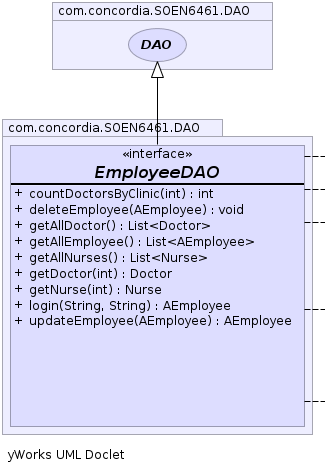 com.concordia.SOEN6461.DAO
DAO
com.concordia.SOEN6461.DAO
«interface»
EmployeeDAO
+ countDoctorsByClinic(int) : int
+ deleteEmployee(AEmployee) : void
+ getAllDoctor() : List<Doctor>
+ getAllEmployee() : List<AEmployee>
+ getAllNurses() : List<Nurse>
+ getDoctor(int) : Doctor
+ getNurse(int) : Nurse
+ login(String, String) : AEmployee
+ updateEmployee(AEmployee) : AEmployee
yWorks UML Doclet